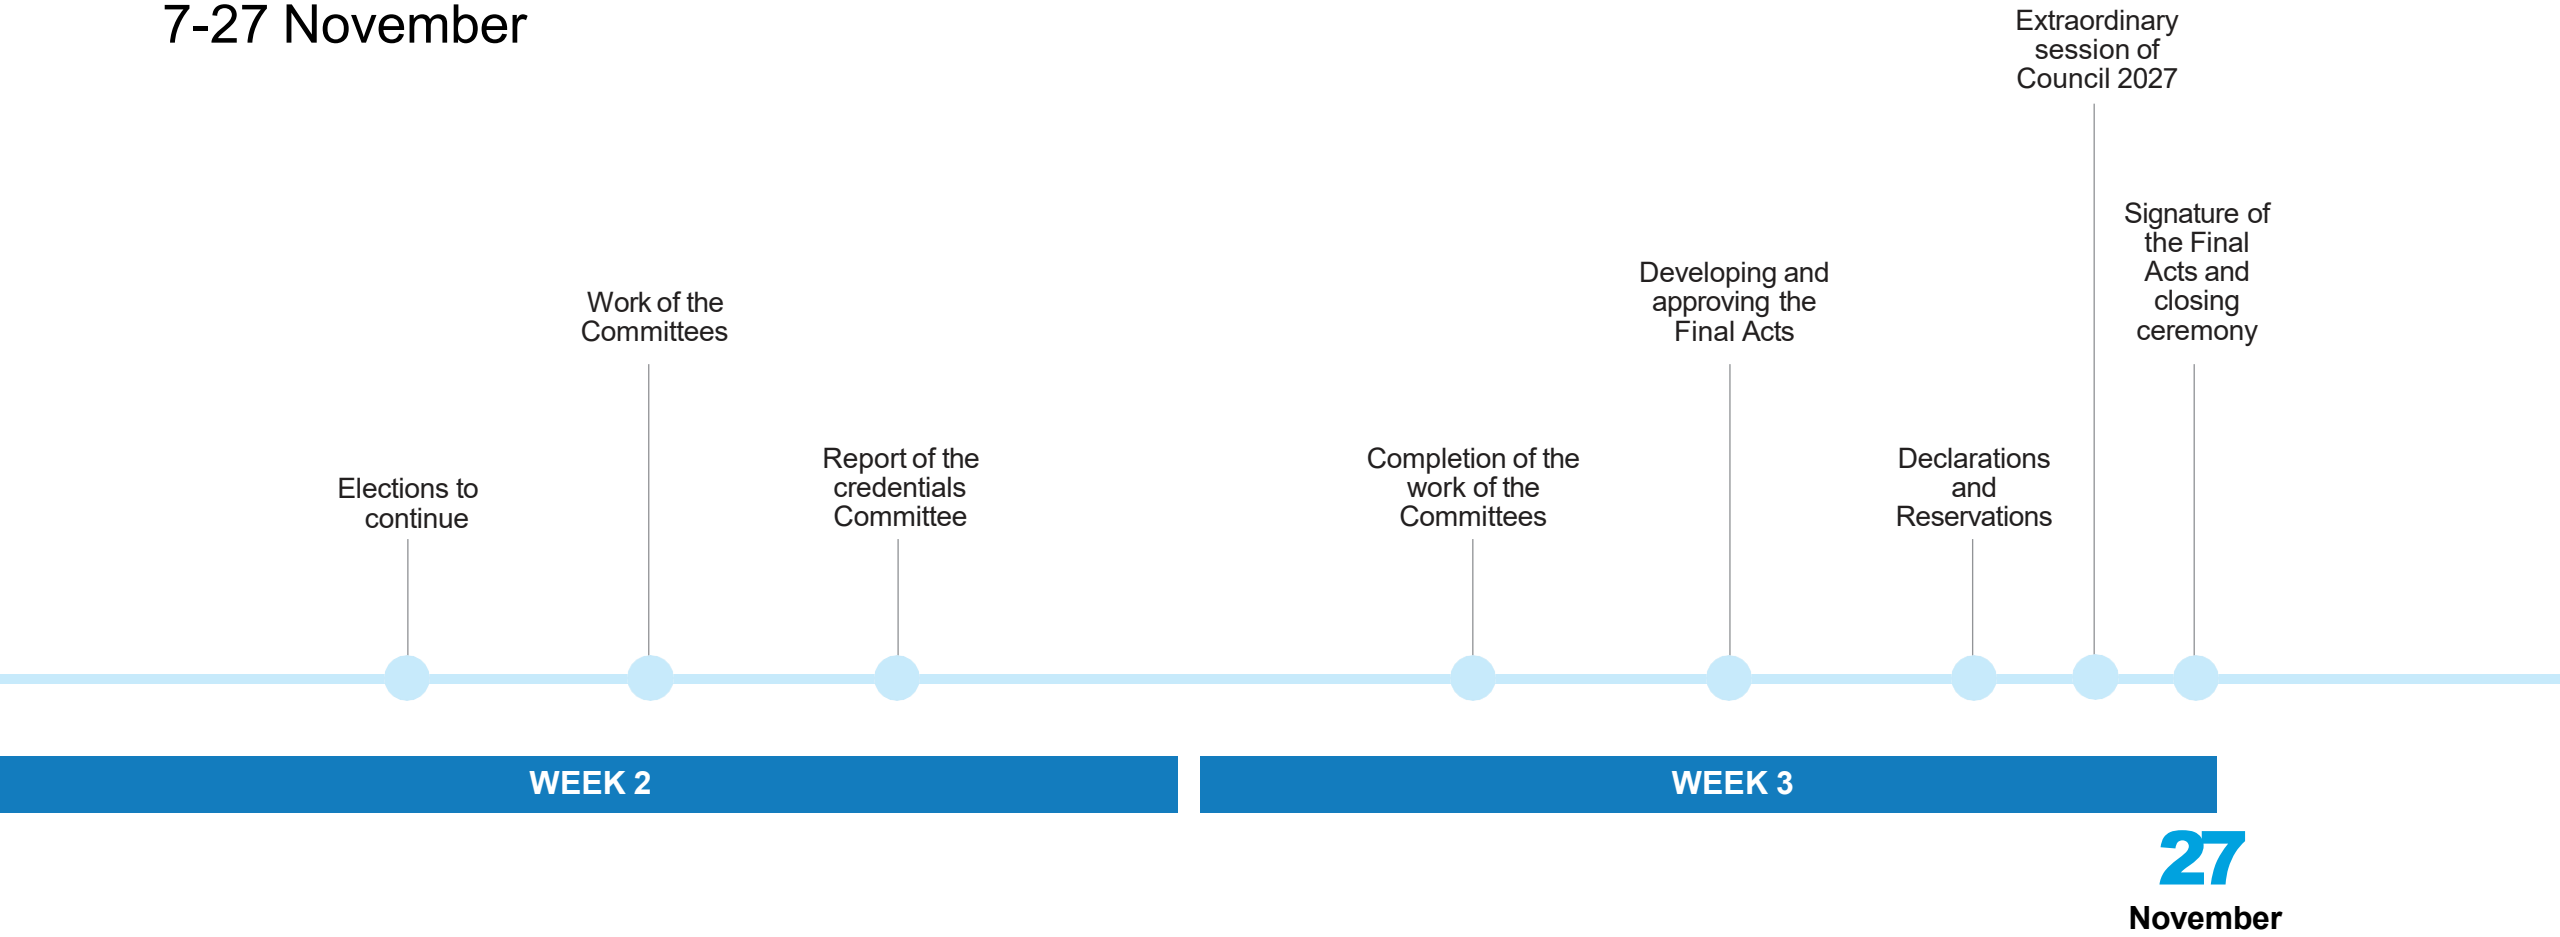 7-27 November
Elections to
continue
Work of the
Committees
Report of the
credentials
Committee
Completion of the
work of the
Committees
Developing and
approving the
Final Acts
Declarations
and
Reservations
Extraordinary
session of
Council 2027
Signature of
the Final
Acts and
closing
ceremony
WEEK 2
WEEK 3
27
November